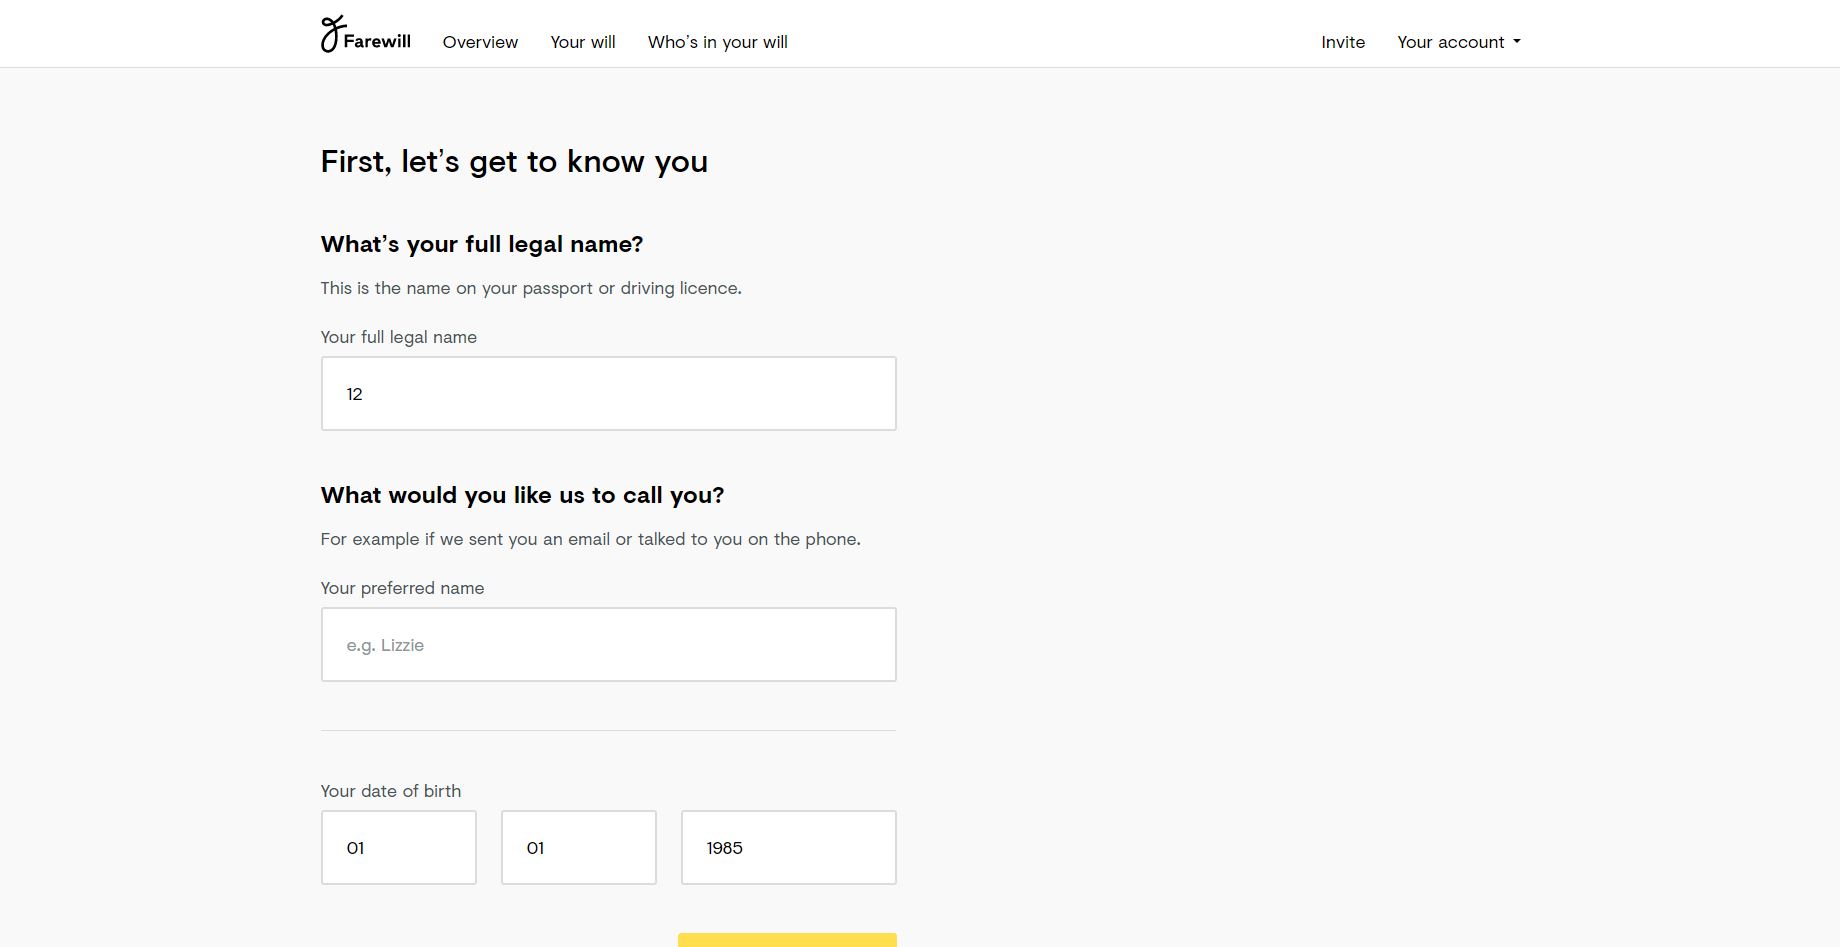 Farewill Overview Your will Who's in your will Invite Your account
First, let's get to know you
What's your full legal name?
This is the name on your passport or driving licence.
Your full legal name
12
What would you like us to call you?
For example if we sent you an email or talked to you on the phone.
Your preferred name
e.g. Lizzie
Your date of birth
01 01 1985